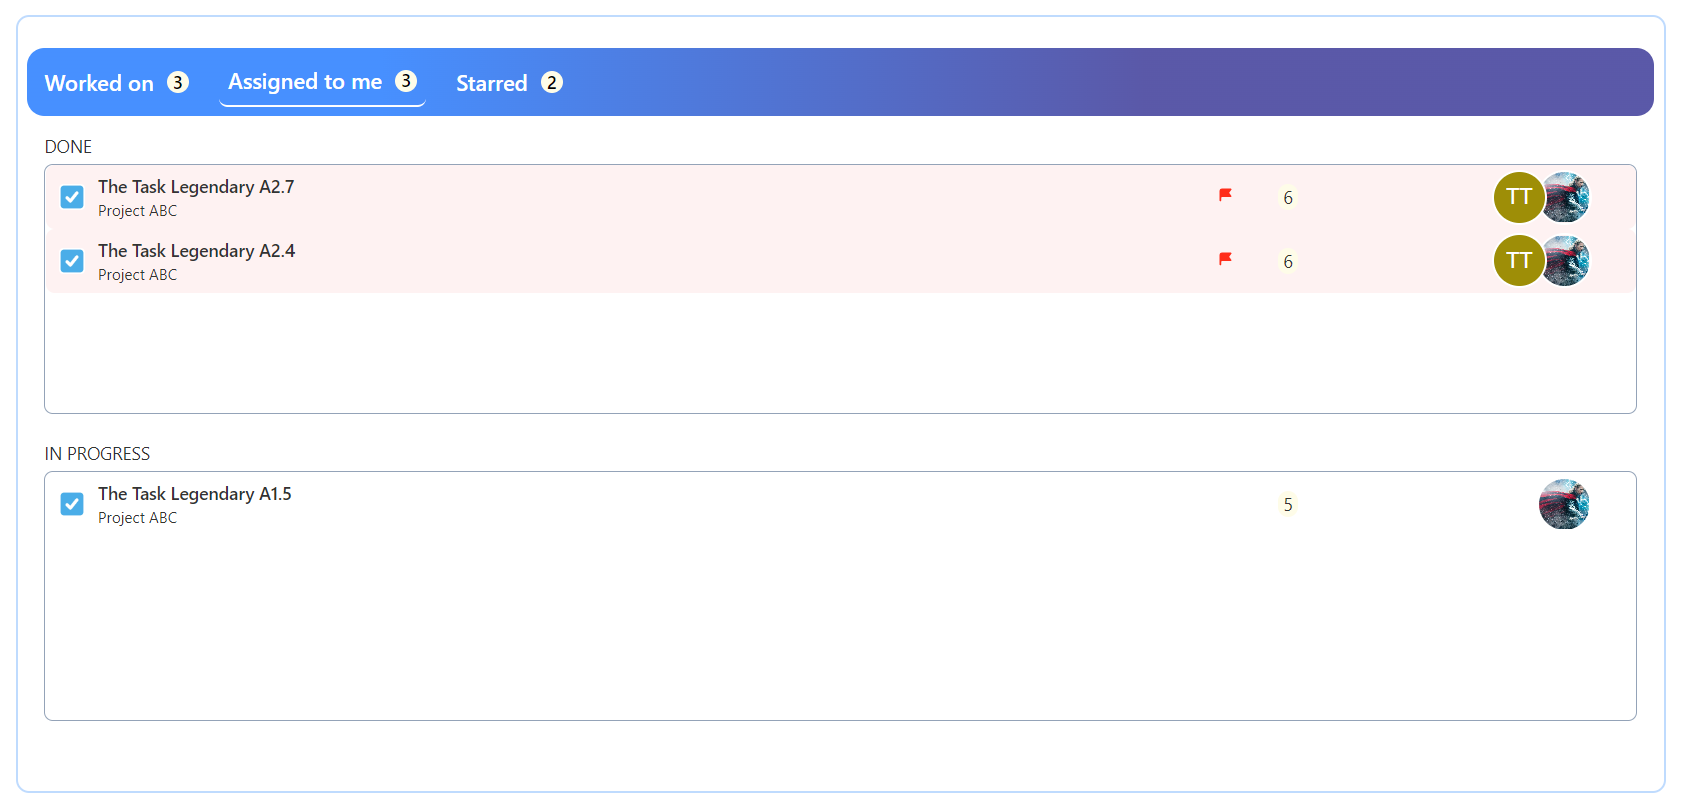 Worked on 3 Assigned to me 3 Starred 2
DONE
The Task Legendary A2.7
Project ABC
6 TT
The Task Legendary A2.4
Project ABC
6 TT
IN PROGRESS
The Task Legendary A1.5
Project ABC
5